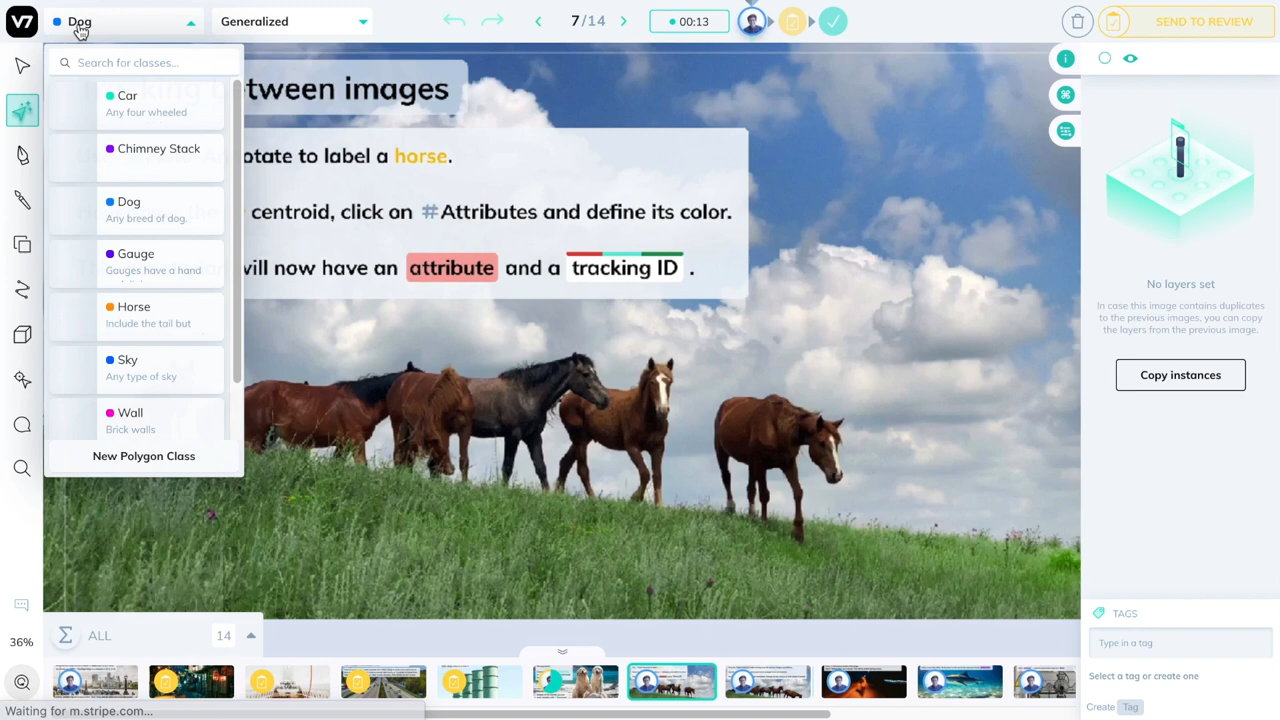 V7
Dog
Generalized
7/14
00:13
SEND TO REVIEW
Search for classes...
Car
Any four wheeled
Chimney Stack
Dog
Any breed of dog.
Gauge
Gauges have a hand
Horse
Include the tail but
Sky
Any type of sky
Wall
Brick walls
New Polygon Class
king between images
otate to label a horse.
centroid, click on #Attributes and define its color.
will now have an attribute and a tracking ID .
No layers set
In case this image contains duplicates
to the previous images, you can copy
the layers from the previous image.
Copy instances
TAGS
Type in a tag
Select a tag or create one
Create Tag
36%
ALL
14
Waiting for m.stripe.com...